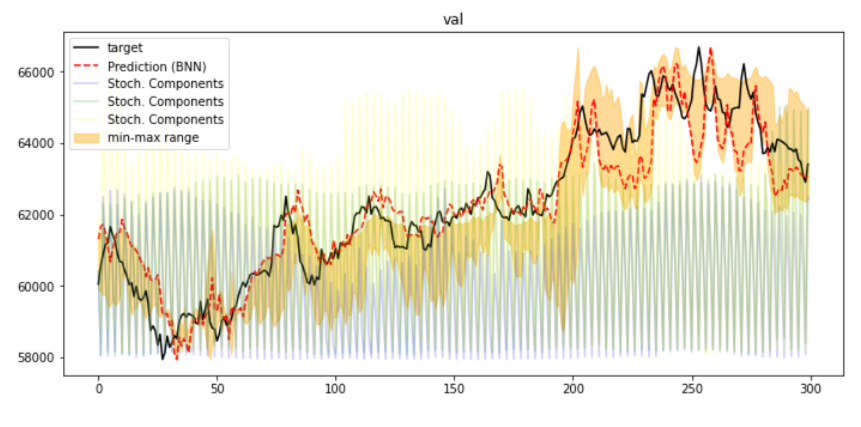 val
target
Prediction (BNN)
Stoch. Components
Stoch. Components
Stoch. Components
min-max range
66000
64000
62000
60000
58000
0 50 100 150 200 250 300